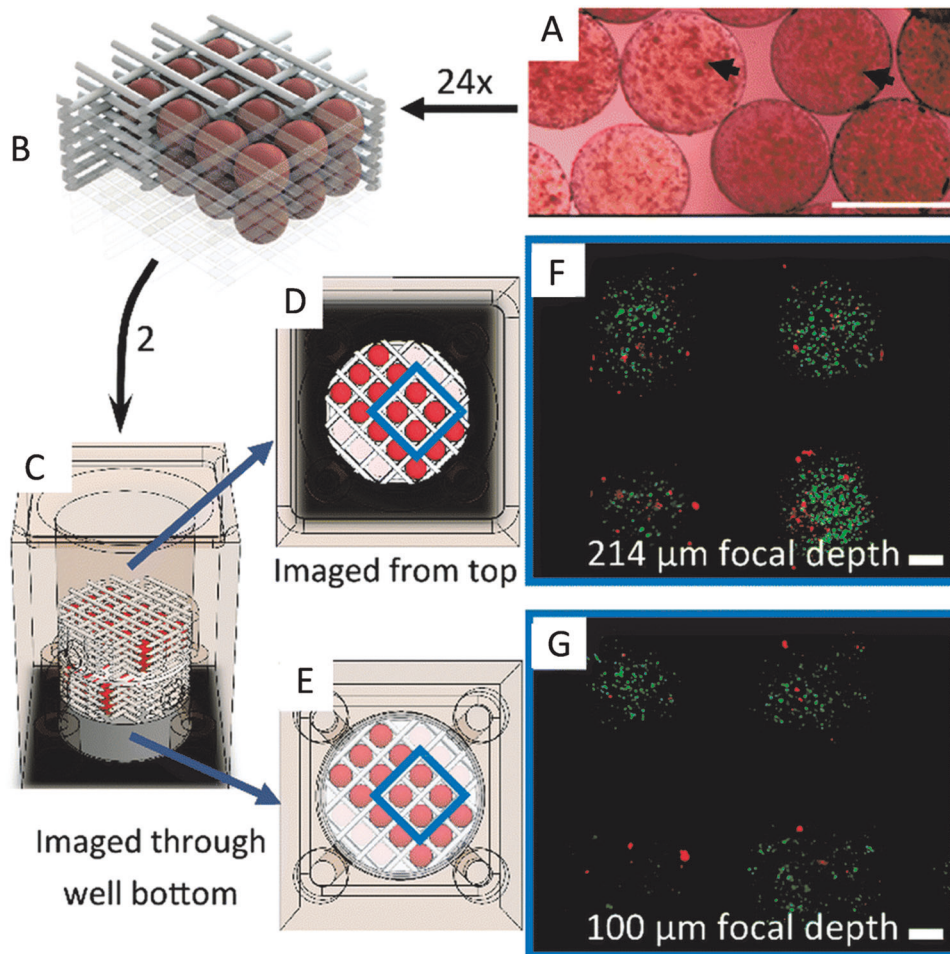 A
24x
B
F
D
2
C
214 µm focal depth
Imaged from top
G
E
Imaged through
well bottom
100 µm focal depth